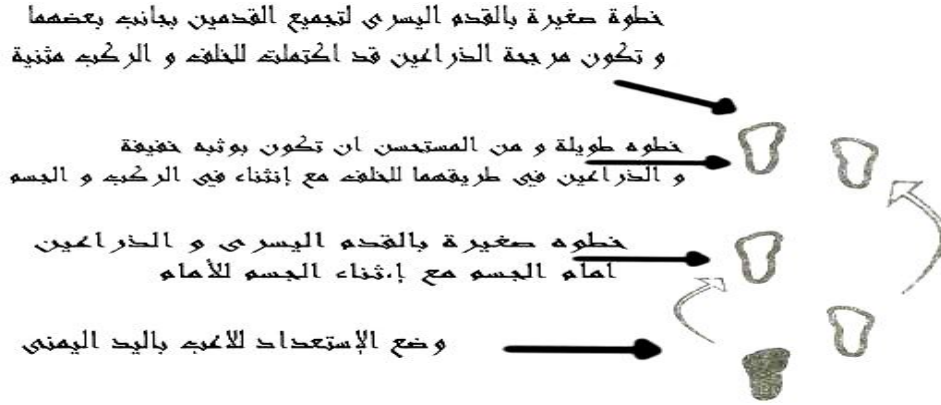 خطوة صغيرة بالقدم اليسرى لتجميع القدمين بجانب بعضهما
و تكون مرجحة الذراعين قد اكتملت للخلف و الركب مثنية
خطوه طويلة و من المستحسن ان تكون بوثبه خفيفة
و الذراعين في طريقهما للخلف مع إنثناء في الركب و الجسم
خطوه صغيرة بالقدم اليسرى و الذراعين
امام الجسم مع إ،ثناء الجسم للأمام
وضع الإستعداد للاعب باليد اليمنى